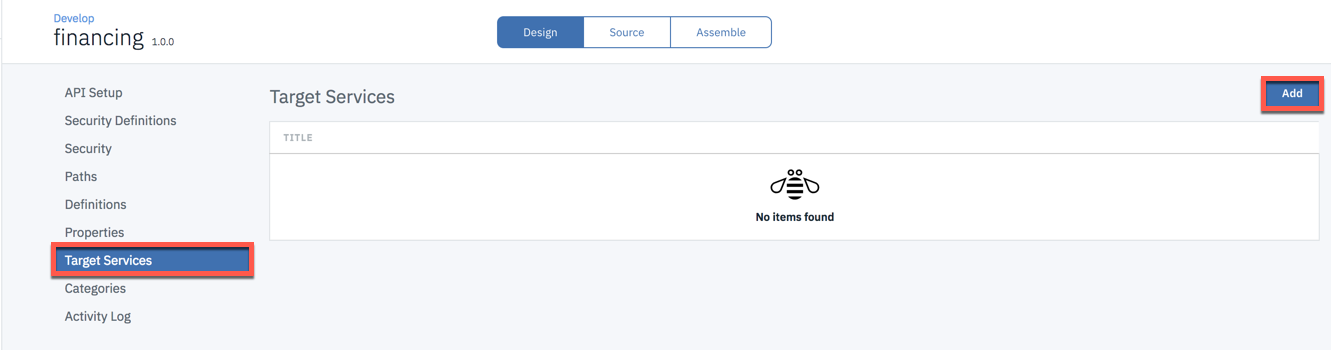 Develop
financing 1.0.0
Design Source Assemble
API Setup
Security Definitions
Security
Paths
Definitions
Properties
Target Services
Categories
Activity Log
Target Services
Add
TITLE
No items found